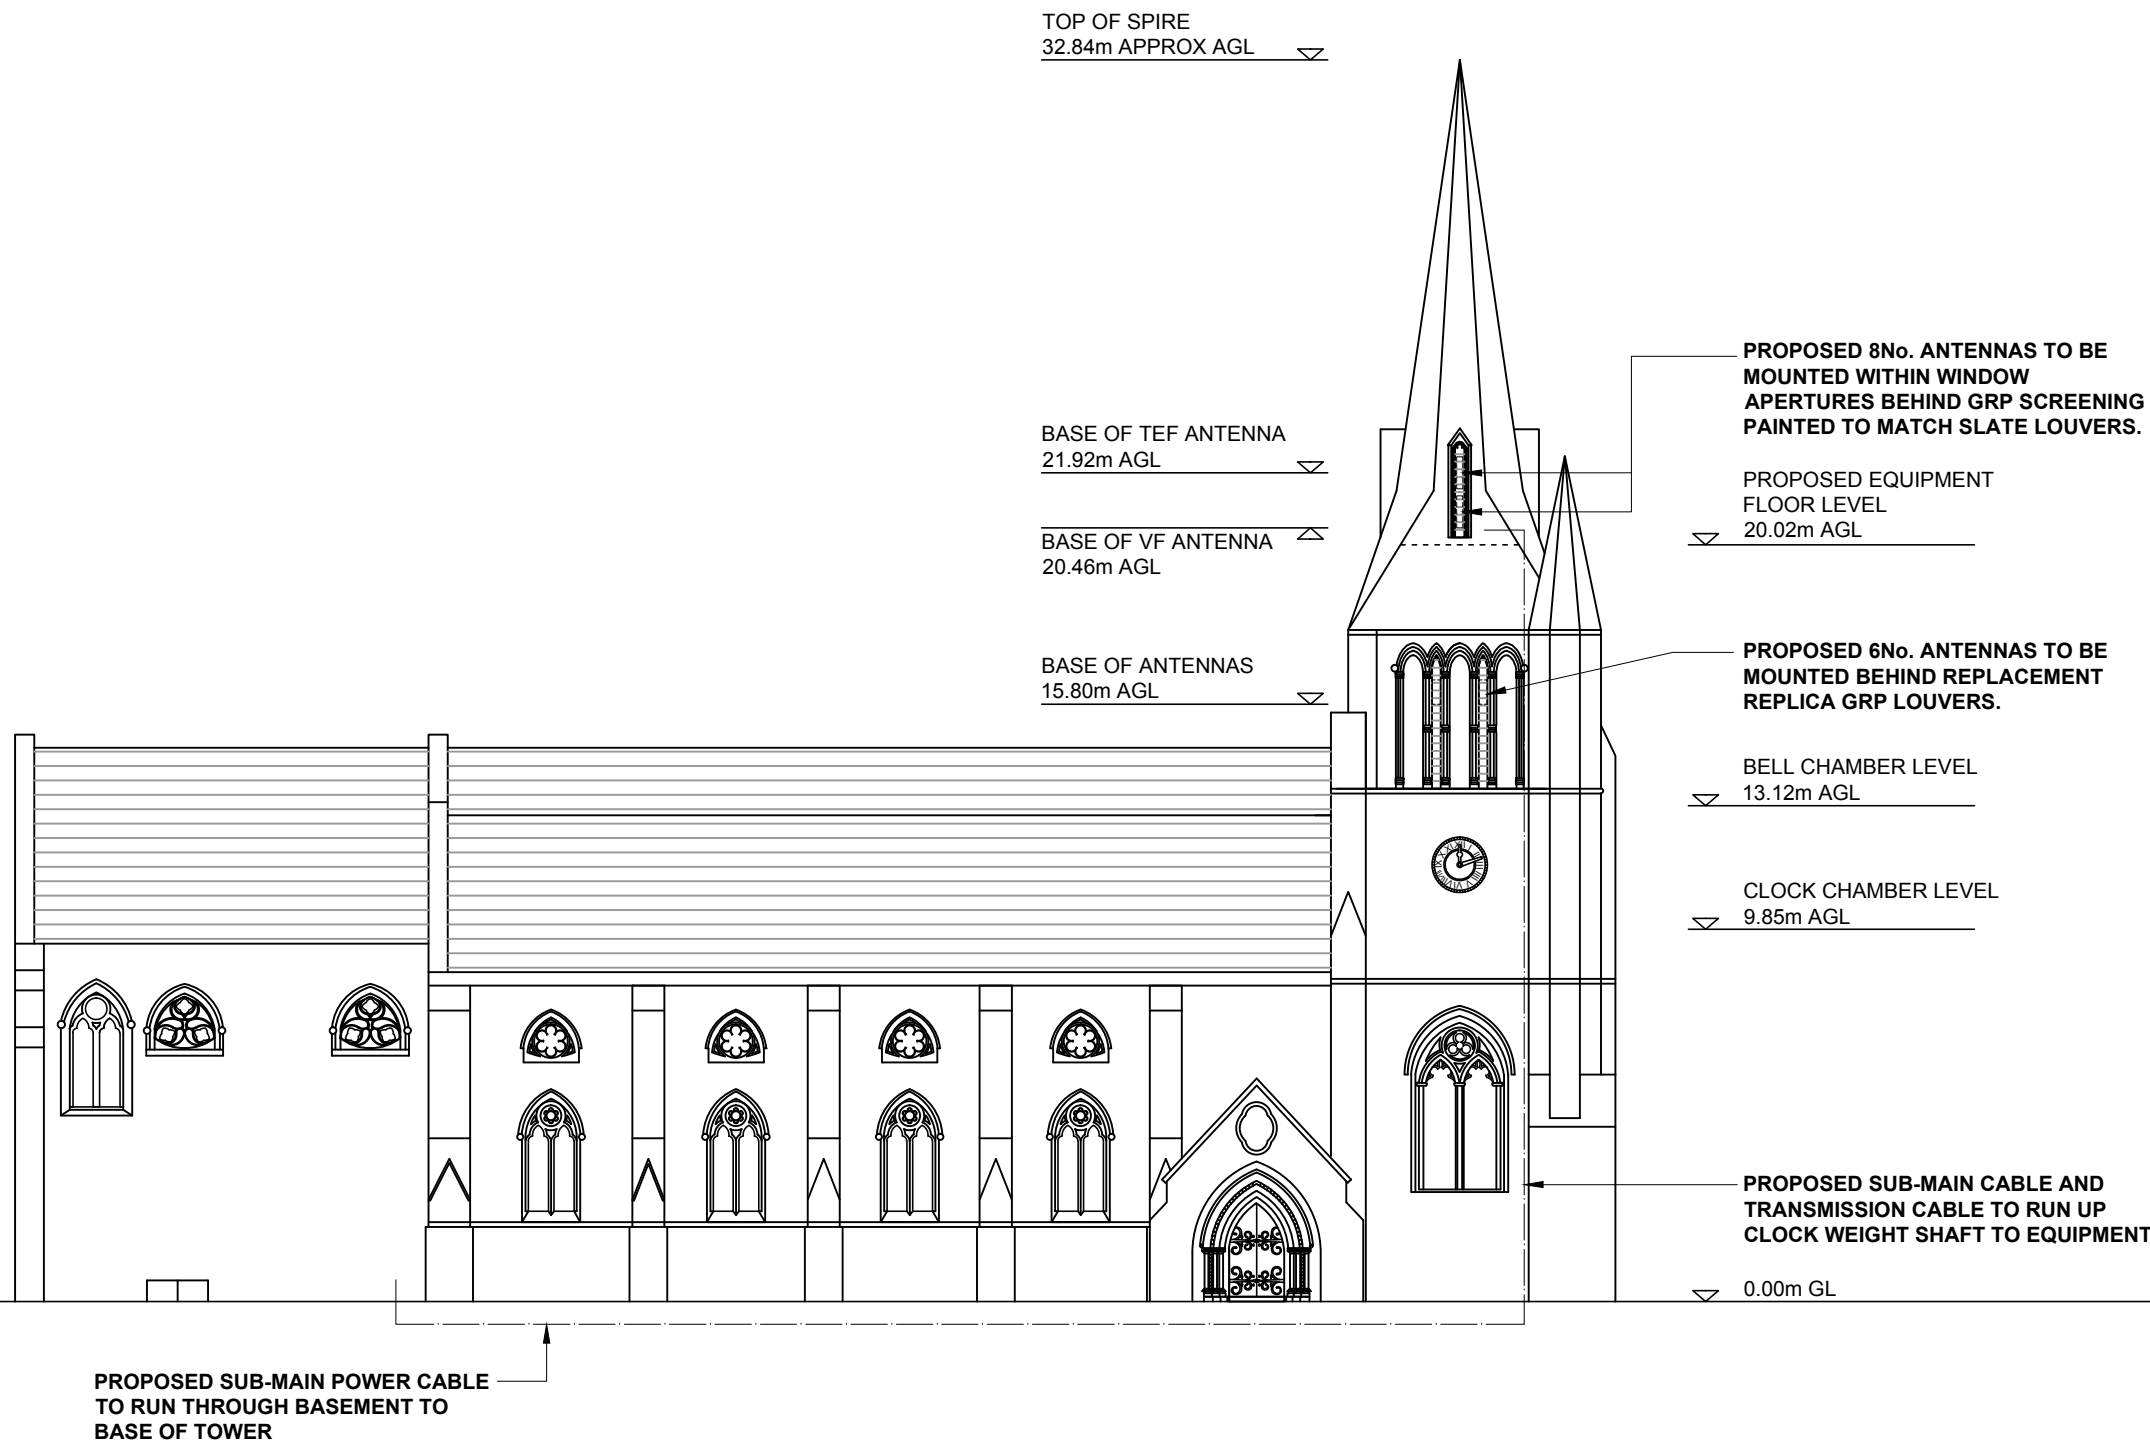 TOP OF SPIRE
32.84m APPROX AGL
PROPOSED 8No. ANTENNAS TO BE
MOUNTED WITHIN WINDOW
APERTURES BEHIND GRP SCREENING
PAINTED TO MATCH SLATE LOUVERS.
BASE OF TEF ANTENNA
21.92m AGL
PROPOSED EQUIPMENT
FLOOR LEVEL
20.02m AGL
BASE OF VF ANTENNA
20.46m AGL
PROPOSED 6No. ANTENNAS TO BE
MOUNTED BEHIND REPLACEMENT
REPLICA GRP LOUVERS.
BASE OF ANTENNAS
15.80m AGL
BELL CHAMBER LEVEL
13.12m AGL
CLOCK CHAMBER LEVEL
9.85m AGL
PROPOSED SUB-MAIN CABLE AND
TRANSMISSION CABLE TO RUN UP
CLOCK WEIGHT SHAFT TO EQUIPMENT
0.00m GL
PROPOSED SUB-MAIN POWER CABLE
TO RUN THROUGH BASEMENT TO
BASE OF TOWER